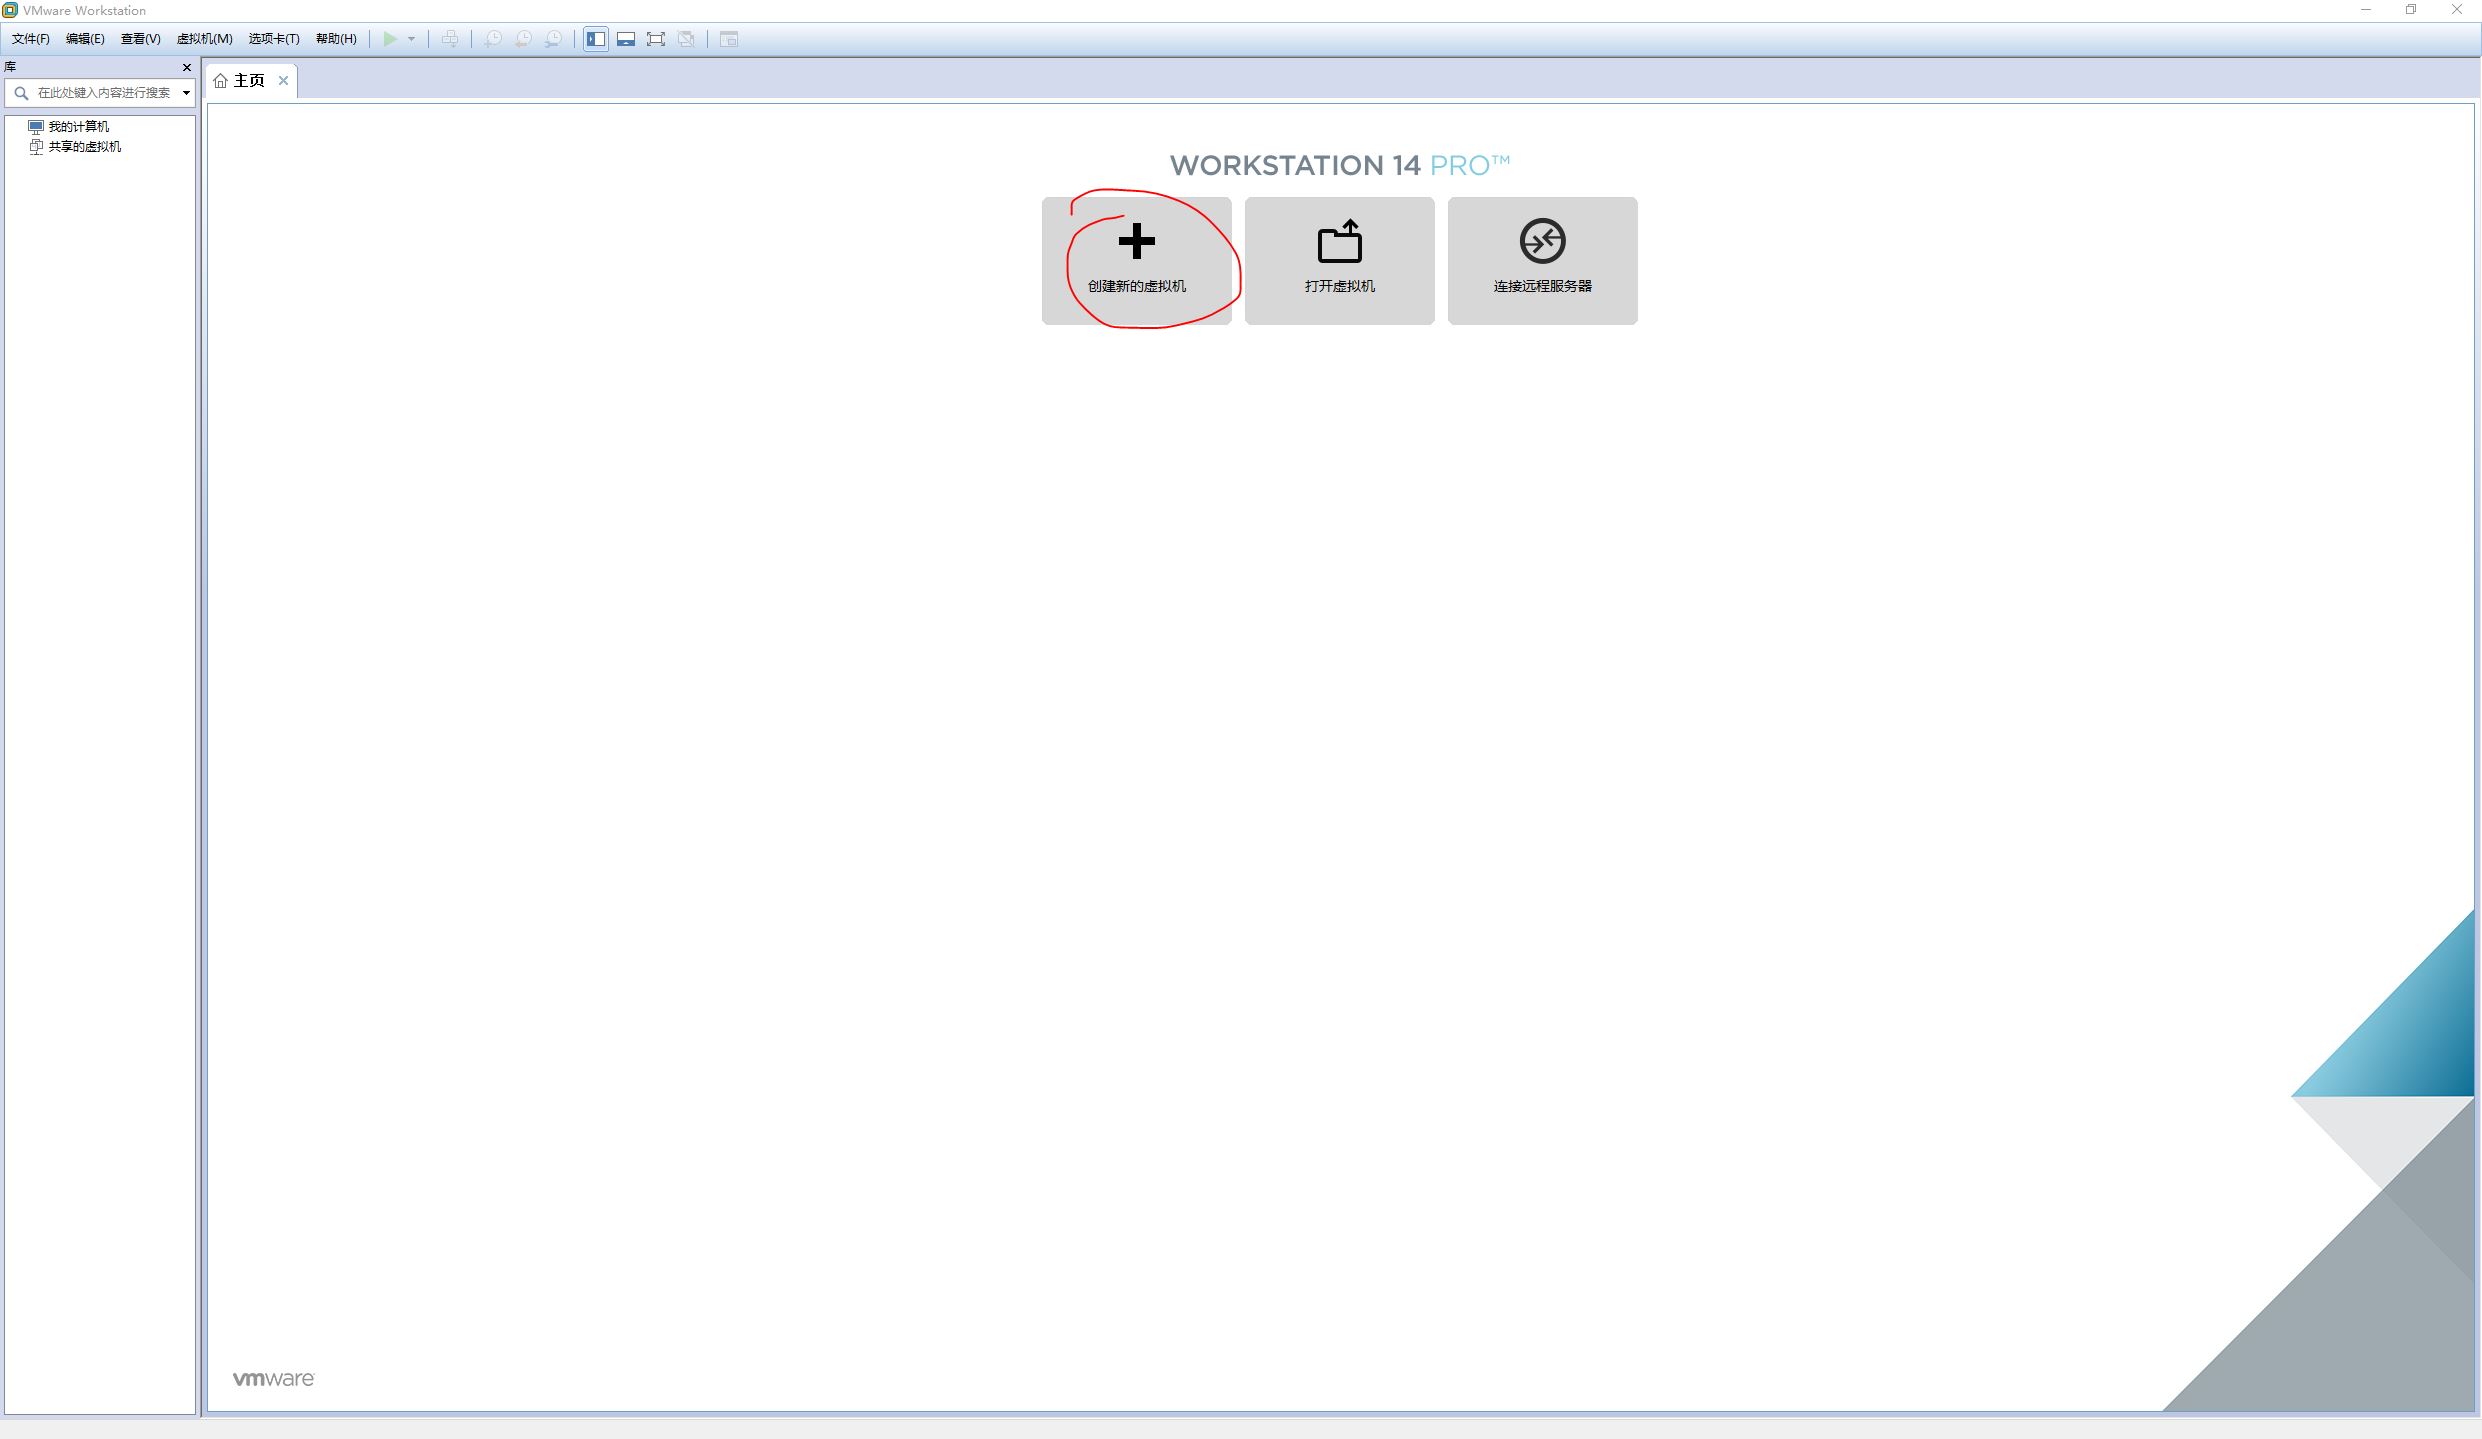 VMware Workstation
文件(F) 编辑(E) 查看(V) 虚拟机(M) 选项卡(T) 帮助(H)
库
在此处键入内容进行搜索
我的计算机
共享的虚拟机
主页
WORKSTATION 14 PRO™
创建新的虚拟机
打开虚拟机
连接远程服务器
vmware